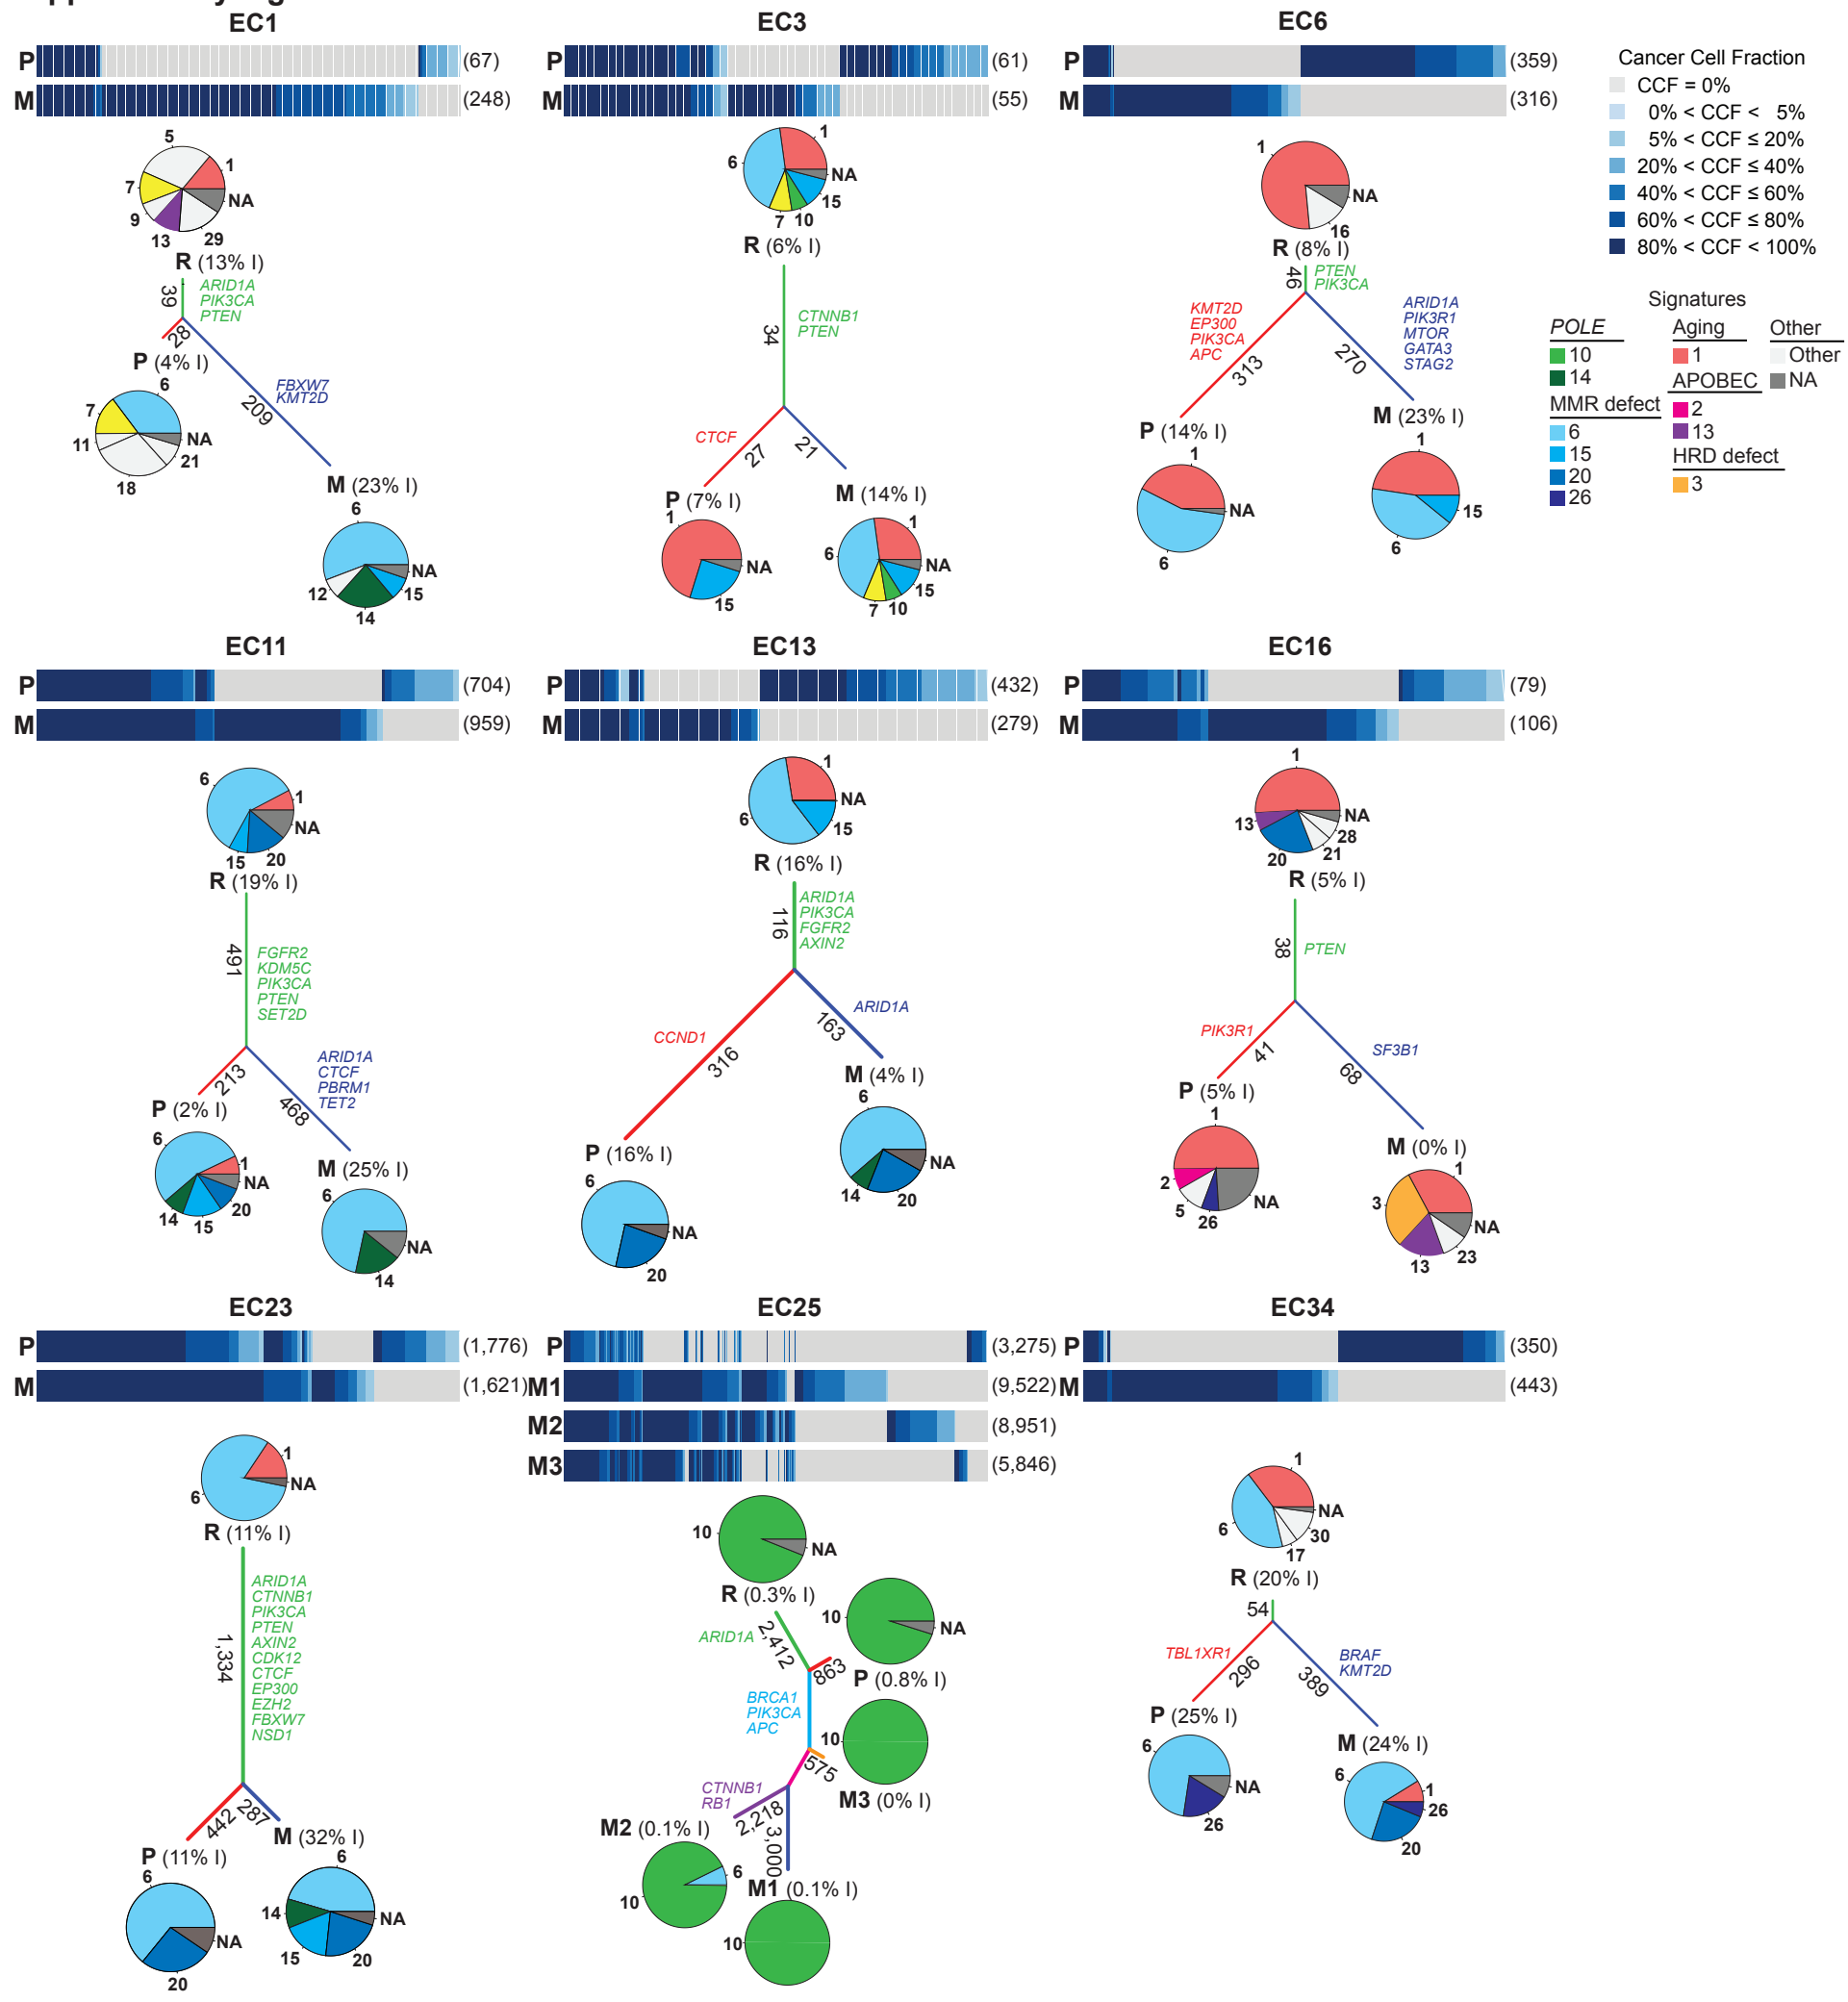 EC1
P (67)
M (248)
5
1
7
NA
9
13
29
R (13% I)
39
ARID1A
PIK3CA
PTEN
28
P (4% I)
FBXW7
KMT2D
209
6
7
NA
11
21
18
M (23% I)
6
NA
12
15
14
EC3
P (61)
M (55)
1
6
NA
15
7 10
R (6% I)
34
CTNNB1
PTEN
CTCF
27
21
P (7% I)
1
NA
15
M (14% I)
1
6
NA
15
7 10
EC6
P (359)
M (316)
1
NA
16
R (8% I)
46
PTEN
PIK3CA
KMT2D
EP300
PIK3CA
APC
313
ARID1A
PIK3R1
MTOR
GATA3
STAG2
270
P (14% I)
1
NA
6
M (23% I)
1
15
6
Cancer Cell Fraction
CCF = 0%
0% < CCF < 5%
5% < CCF ≤ 20%
20% < CCF ≤ 40%
40% < CCF ≤ 60%
60% < CCF ≤ 80%
80% < CCF < 100%
Signatures
POLE
10
14
MMR defect
6
15
20
26
Aging
1
APOBEC
2
13
HRD defect
3
Other
Other
NA
EC11
P (704)
M (959)
6
1
NA
15
20
R (19% I)
491
FGFR2
KDM5C
PIK3CA
PTEN
SET2D
213
468
ARID1A
CTCF
PBRM1
TET2
P (2% I)
6
1
NA
20
14
15
M (25% I)
6
NA
14
EC13
P (432)
M (279)
1
NA
6
15
R (16% I)
116
ARID1A
PIK3CA
FGFR2
AXIN2
CCND1
316
ARID1A
163
P (16% I)
6
NA
20
M (4% I)
6
NA
14
20
EC16
P (79)
M (106)
1
13
NA
28
21
20
R (5% I)
38
PTEN
PIK3R1
41
SF3B1
68
P (5% I)
1
2
NA
5
26
M (0% I)
1
3
NA
23
13
EC23
P (1,776)
M (1,621)
1
NA
6
R (11% I)
1,334
ARID1A
CTNNB1
PIK3CA
PTEN
AXIN2
CDK12
CTCF
EP300
EZH2
FBXW7
NSD1
442
287
P (11% I)
6
NA
20
M (32% I)
6
14
NA
15
20
EC25
P (3,275)
M1 (9,522)
M2 (8,951)
M3 (5,846)
10
NA
R (0.3% I)
ARID1A
2,412
863
10
NA
P (0.8% I)
BRCA1
PIK3CA
APC
10
575
M3 (0% I)
CTNNB1
RB1
2,218
3,000
M2 (0.1% I)
6
10
M1 (0.1% I)
10
EC34
P (350)
M (443)
1
NA
6
30
17
R (20% I)
54
TBL1XR1
296
BRAF
KMT2D
389
P (25% I)
6
NA
26
M (24% I)
6
1
26
20